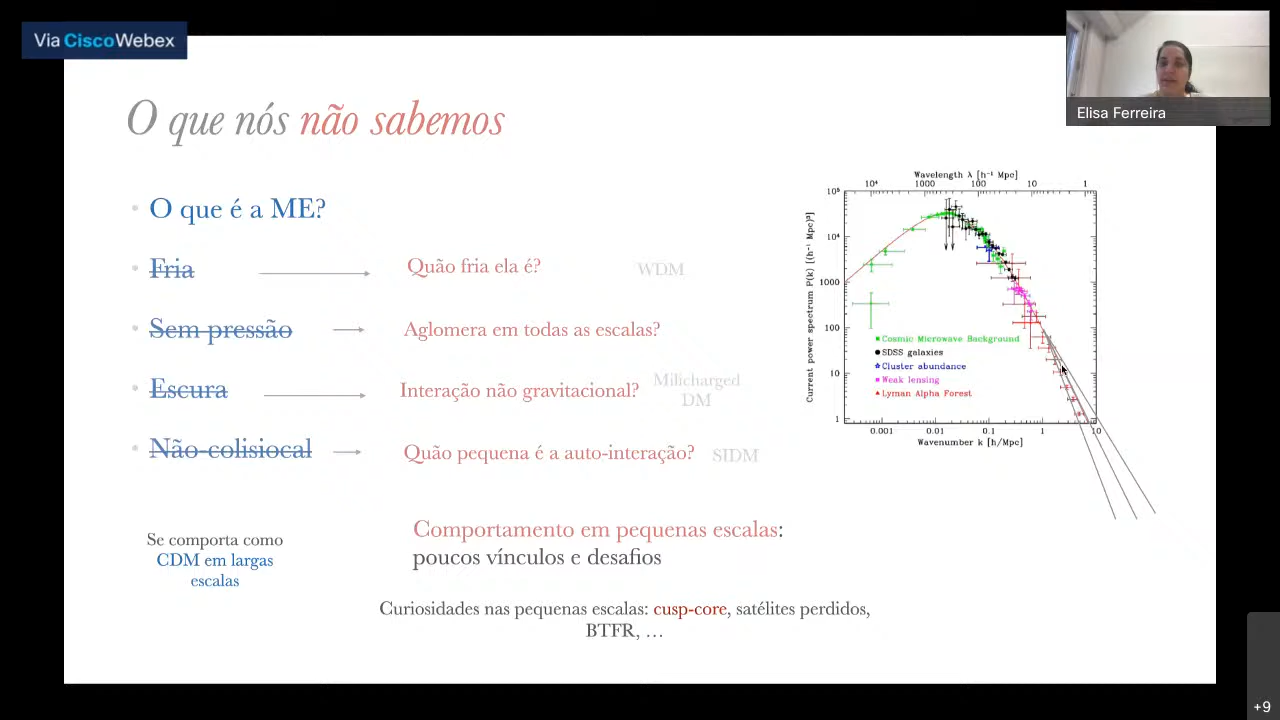 Via CiscoWebex
Elisa Ferreira
O que nós não sabemos
• O que é a ME?
• Fria
Quão fria ela é?
WDM
• Sem pressão
Aglomera em todas as escalas?
• Escura
Interação não gravitacional?
Milicharged
DM
• Não-colisiocal
Quão pequena é a auto-interação?
SIDM
Se comporta como
CDM em largas
escalas
Comportamento em pequenas escalas:
poucos vínculos e desafios
Curiosidades nas pequenas escalas: cusp-core, satélites perdidos,
BTFR, …
Wavelength λ [h⁻¹ Mpc]
10⁴ 1000 100 10 1
Current power spectrum P(k) [(h⁻¹ Mpc)³]
10⁵
10⁴
1000
100
10
1
Cosmic Microwave Background
SDSS galaxies
Cluster abundance
Weak lensing
Lyman Alpha Forest
0.001 0.01 0.1 1 10
Wavenumber k [h/Mpc]
+9